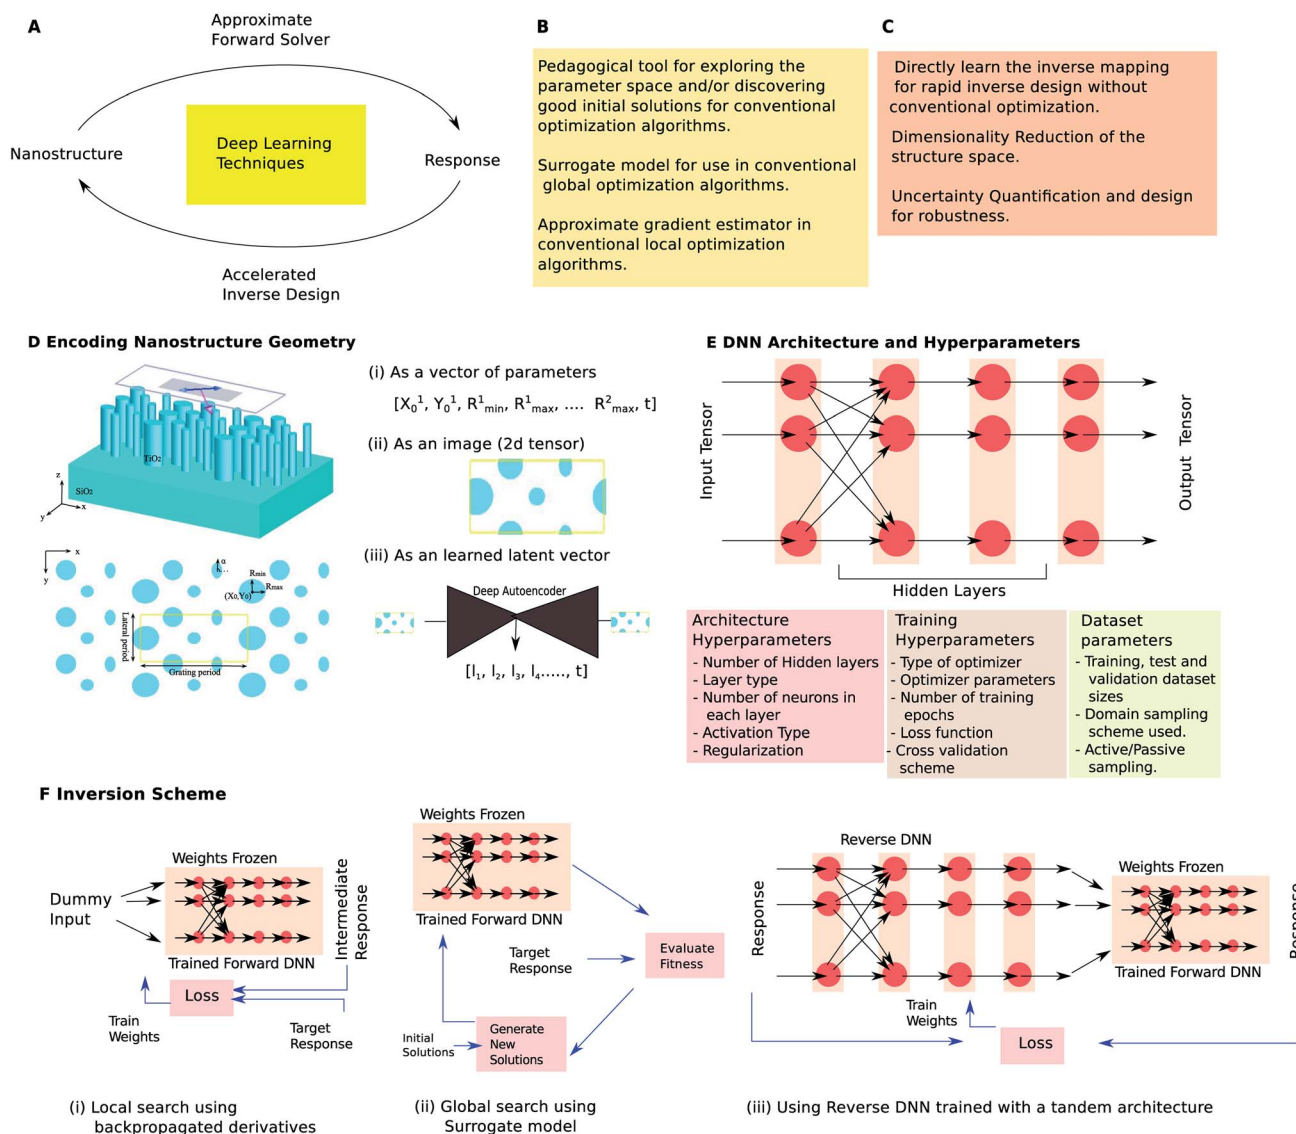 A
Approximate
Forward Solver
Nanostructure
Deep Learning
Techniques
Response
Accelerated
Inverse Design
B
Pedagogical tool for exploring the
parameter space and/or discovering
good initial solutions for conventional
optimization algorithms.
Surrogate model for use in conventional
global optimization algorithms.
Approximate gradient estimator in
conventional local optimization
algorithms.
C
Directly learn the inverse mapping
for rapid inverse design without
conventional optimization.
Dimensionality Reduction of the
structure space.
Uncertainty Quantification and design
for robustness.
D Encoding Nanostructure Geometry
TiO₂
SiO₂
z
x
y
x
y
α
Rmin
Rmax
(X₀,Y₀)
Lateral period
Grating period
(i) As a vector of parameters
[X₀¹, Y₀¹, R¹min, R¹max, .... R²max, t]
(ii) As an image (2d tensor)
(iii) As an learned latent vector
Deep Autoencoder
[l₁, l₂, l₃, l₄....., t]
E DNN Architecture and Hyperparameters
Input Tensor
Output Tensor
Hidden Layers
Architecture
Hyperparameters
- Number of Hidden layers
- Layer type
- Number of neurons in
each layer
- Activation Type
- Regularization
Training
Hyperparameters
- Type of optimizer
- Optimizer parameters
- Number of training
epochs
- Loss function
- Cross validation
scheme
Dataset
parameters
- Training, test and
validation dataset
sizes
- Domain sampling
scheme used.
- Active/Passive
sampling.
F Inversion Scheme
Weights Frozen
Dummy
Input
Trained Forward DNN
Intermediate
Response
Loss
Train
Weights
Target
Response
(i) Local search using
backpropagated derivatives
Weights Frozen
Trained Forward DNN
Target
Response
Evaluate
Fitness
Initial
Solutions
Generate
New
Solutions
(ii) Global search using
Surrogate model
Reverse DNN
Response
Weights Frozen
Trained Forward DNN
Response
Train
Weights
Loss
(iii) Using Reverse DNN trained with a tandem architecture